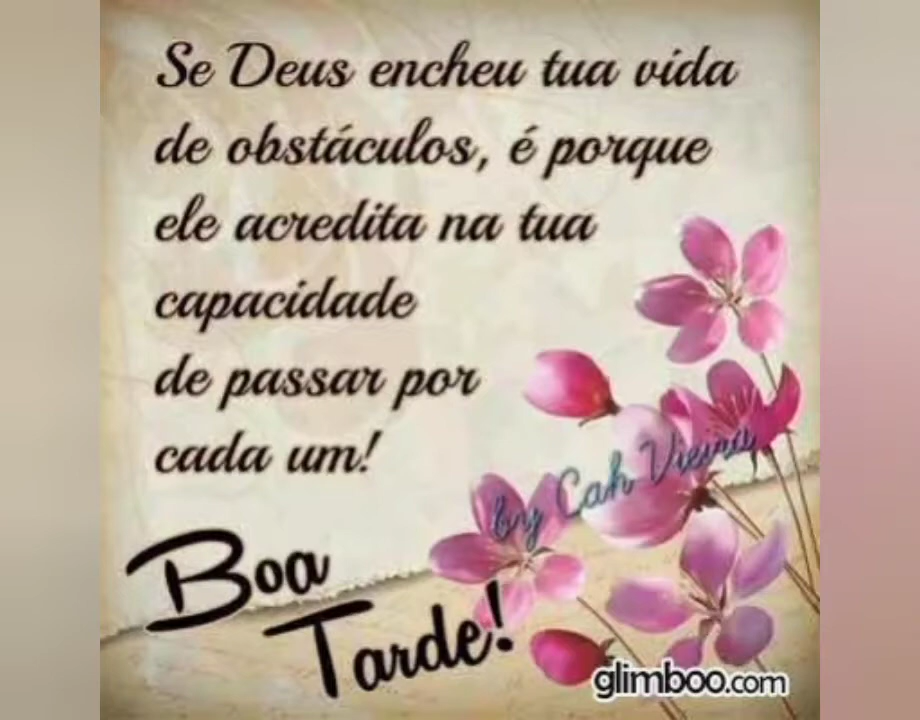 Se Deus encheu tua vida
de obstáculos, é porque
ele acredita na tua
capacidade
de passar por
cada um!
by Cah Vieira
Boa
Tarde!
glimboo.com